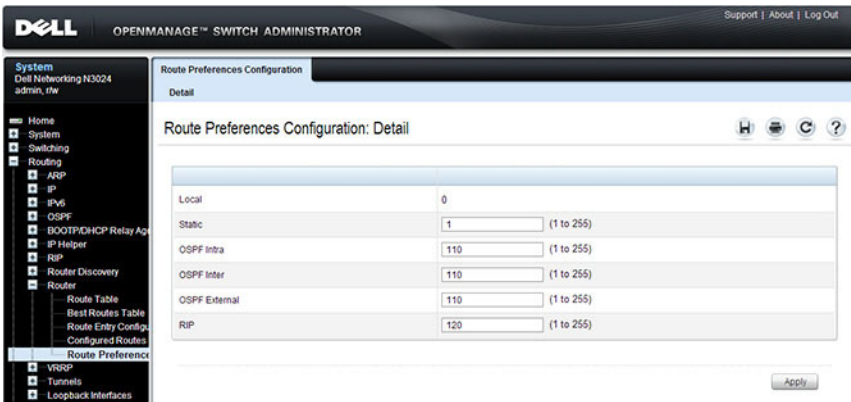 Support | About | Log Out
DELL OPENMANAGE™ SWITCH ADMINISTRATOR
System
Dell Networking N3024
admin, r/w
Home
System
Switching
Routing
ARP
IP
IPv6
OSPF
BOOTP/DHCP Relay Age
IP Helper
RIP
Router Discovery
Router
Route Table
Best Routes Table
Route Entry Configu
Configured Routes
Route Preference
VRRP
Tunnels
Loopback Interfaces
Route Preferences Configuration
Detail
Route Preferences Configuration: Detail
?
Local 0
Static 1 (1 to 255)
OSPF Intra 110 (1 to 255)
OSPF Inter 110 (1 to 255)
OSPF External 110 (1 to 255)
RIP 120 (1 to 255)
Apply